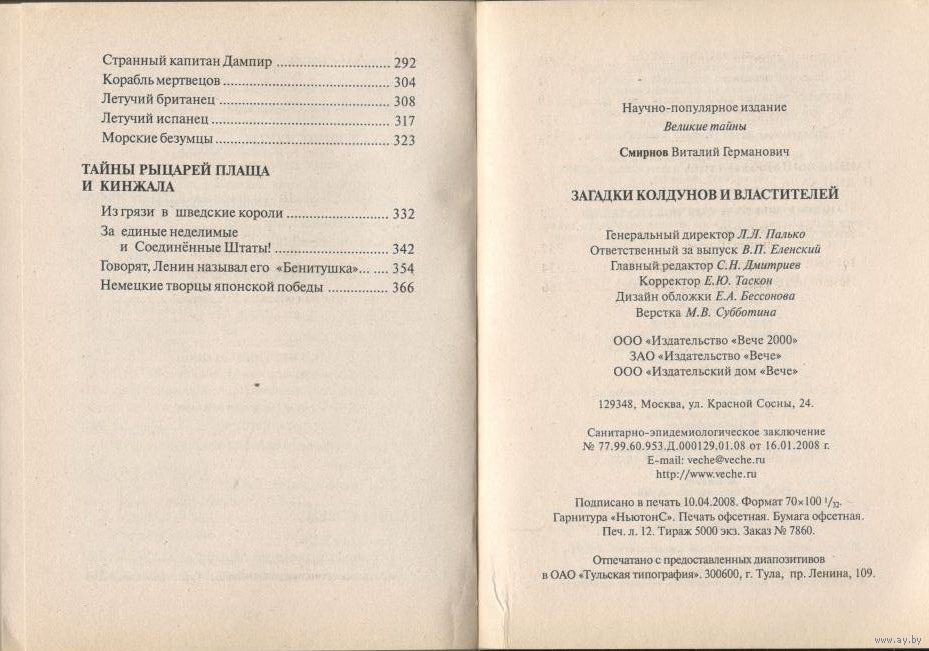 Странный капитан Дампир ........................... 292
Корабль мертвецов ........................................ 304
Летучий британец ......................................... 308
Летучий испанец ........................................... 317
Морские безумцы .......................................... 323
ТАЙНЫ РЫЦАРЕЙ ПЛАЩА
И КИНЖАЛА
Из грязи в шведские короли ......................... 332
За единые неделимые
и Соединённые Штаты! ............................ 342
Говорят, Ленин называл его «Бенитушка»... .... 354
Немецкие творцы японской победы ............... 366
Научно-популярное издание
Великие тайны
Смирнов Виталий Германович
ЗАГАДКИ КОЛДУНОВ И ВЛАСТИТЕЛЕЙ
Генеральный директор Л.Л. Палько
Ответственный за выпуск В.П. Еленский
Главный редактор С.Н. Дмитриев
Корректор Е.Ю. Таскон
Дизайн обложки Е.А. Бессонова
Верстка М.В. Субботина
ООО «Издательство «Вече 2000»
ЗАО «Издательство «Вече»
ООО «Издательский дом «Вече»
129348, Москва, ул. Красной Сосны, 24.
Санитарно-эпидемиологическое заключение
№ 77.99.60.953.Д.000129.01.08 от 16.01.2008 г.
E-mail: veche@veche.ru
http://www.veche.ru
Подписано в печать 10.04.2008. Формат 70×100 1/32.
Гарнитура «НьютонС». Печать офсетная. Бумага офсетная.
Печ. л. 12. Тираж 5000 экз. Заказ № 7860.
Отпечатано с предоставленных диапозитивов
в ОАО «Тульская типография». 300600, г. Тула, пр. Ленина, 109.
www.ay.by